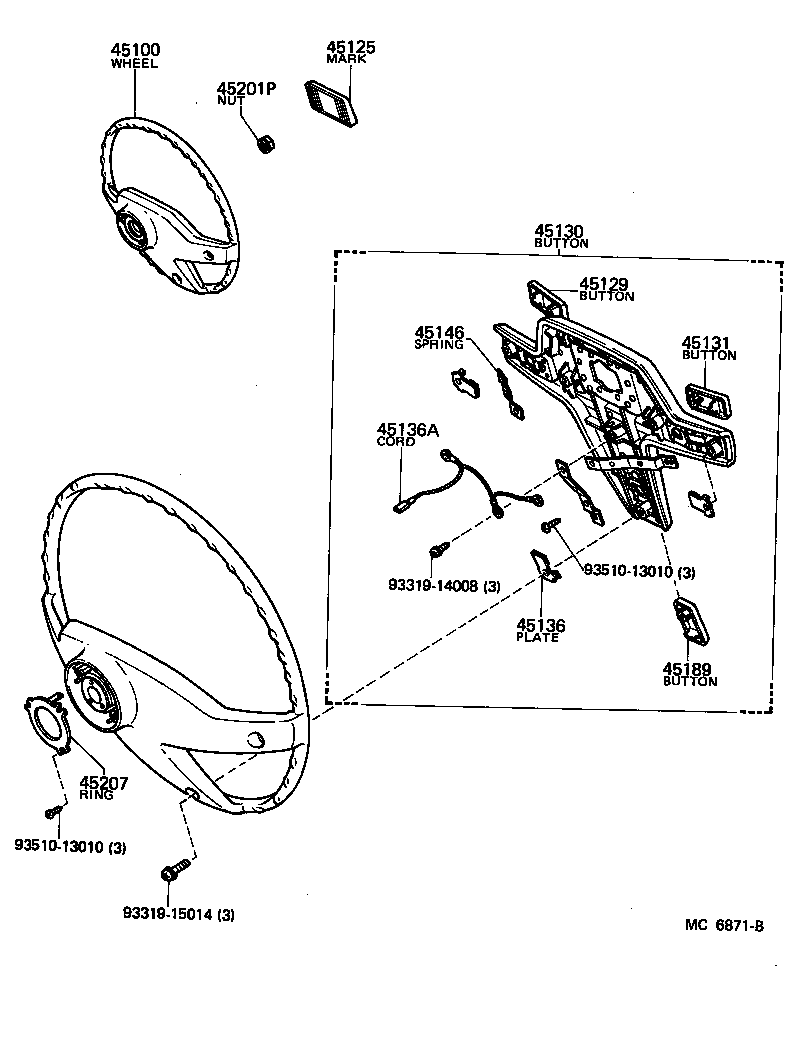 45100
WHEEL
45125
MARK
45201P
NUT
45130
BUTTON
45129
BUTTON
45146
SPRING
45131
BUTTON
45136A
CORD
93510-13010 (3)
93319-14008 (3)
45136
PLATE
45189
BUTTON
45207
RING
93510-13010 (3)
93319-15014 (3)
MC 6871-B